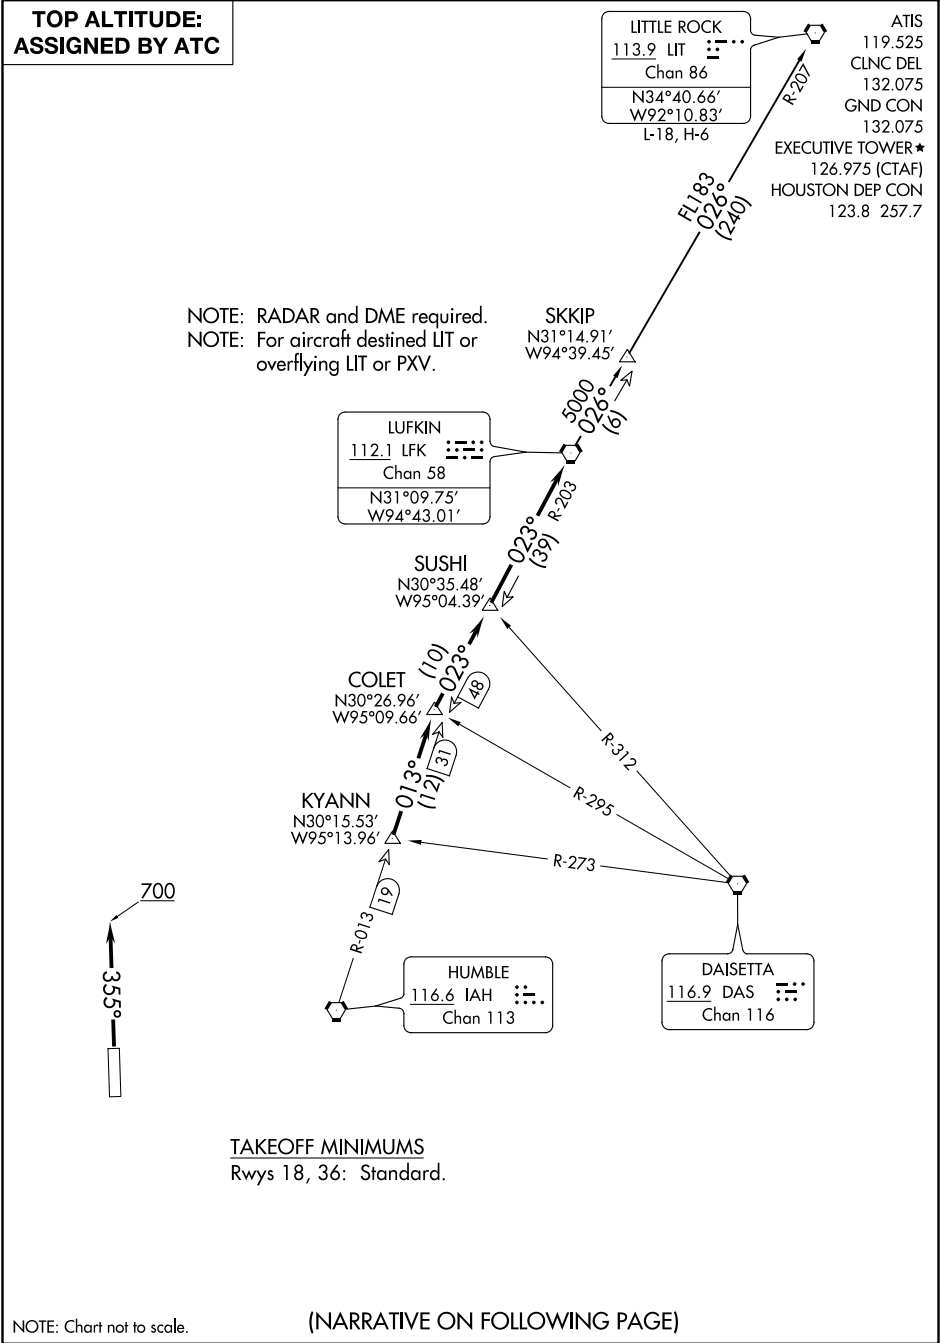 TOP ALTITUDE:
ASSIGNED BY ATC
LITTLE ROCK
113.9 LIT
Chan 86
N34°40.66'
W92°10.83'
L-18, H-6
ATIS
119.525
CLNC DEL
132.075
GND CON
132.075
EXECUTIVE TOWER★
126.975 (CTAF)
HOUSTON DEP CON
123.8 257.7
R-207
FL183
026°
(240)
NOTE: RADAR and DME required.
NOTE: For aircraft destined LIT or
overflying LIT or PXV.
SKKIP
N31°14.91'
W94°39.45'
5000
026°
(6)
LUFKIN
112.1 LFK
Chan 58
N31°09.75'
W94°43.01'
R-203
023°
(39)
SUSHI
N30°35.48'
W95°04.39'
(10)
023°
48
COLET
N30°26.96'
W95°09.66'
R-312
31
013°
(12)
R-295
KYANN
N30°15.53'
W95°13.96'
R-273
19
R-013
700
355°
HUMBLE
116.6 IAH
Chan 113
DAISETTA
116.9 DAS
Chan 116
TAKEOFF MINIMUMS
Rwys 18, 36: Standard.
NOTE: Chart not to scale.
(NARRATIVE ON FOLLOWING PAGE)